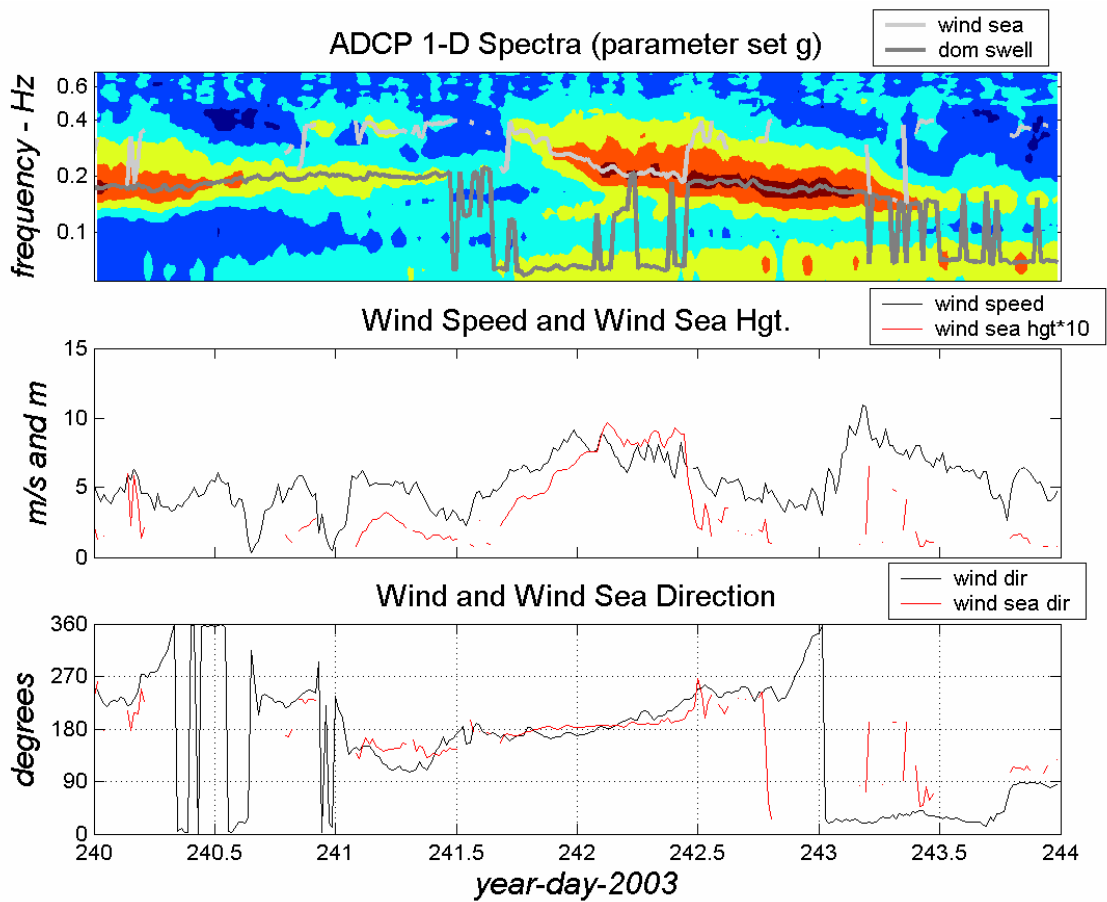 wind sea
dom swell
ADCP 1-D Spectra (parameter set g)
frequency - Hz
0.6
0.4
0.2
0.1
wind speed
wind sea hgt*10
Wind Speed and Wind Sea Hgt.
m/s and m
15
10
5
0
wind dir
wind sea dir
Wind and Wind Sea Direction
degrees
360
270
180
90
0
240 240.5 241 241.5 242 242.5 243 243.5 244
year-day-2003